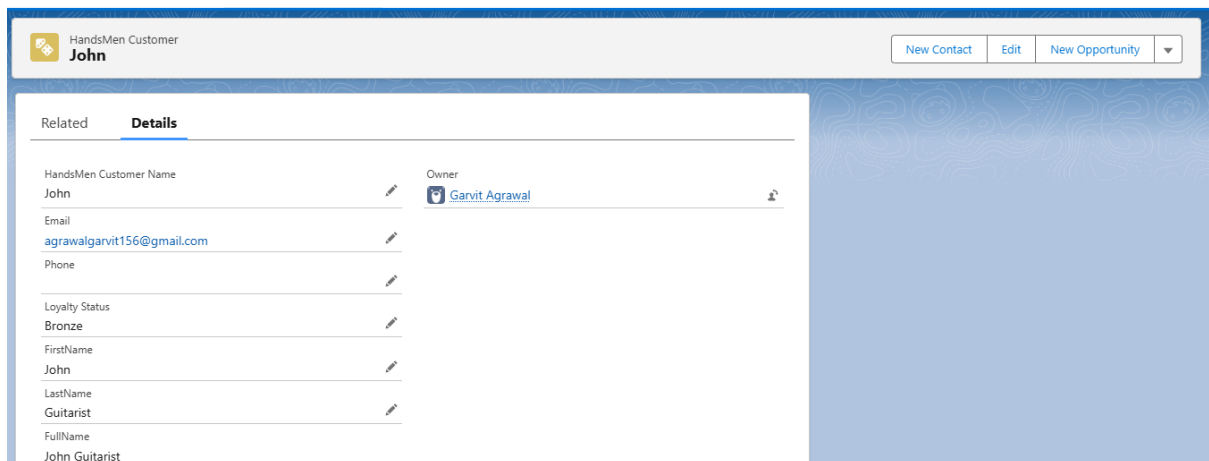 HandsMen Customer
John
New Contact
Edit
New Opportunity
Related
Details
HandsMen Customer Name
John
Owner
Garvit Agrawal
Email
agrawalgarvit156@gmail.com
Phone
Loyalty Status
Bronze
FirstName
John
LastName
Guitarist
FullName
John Guitarist